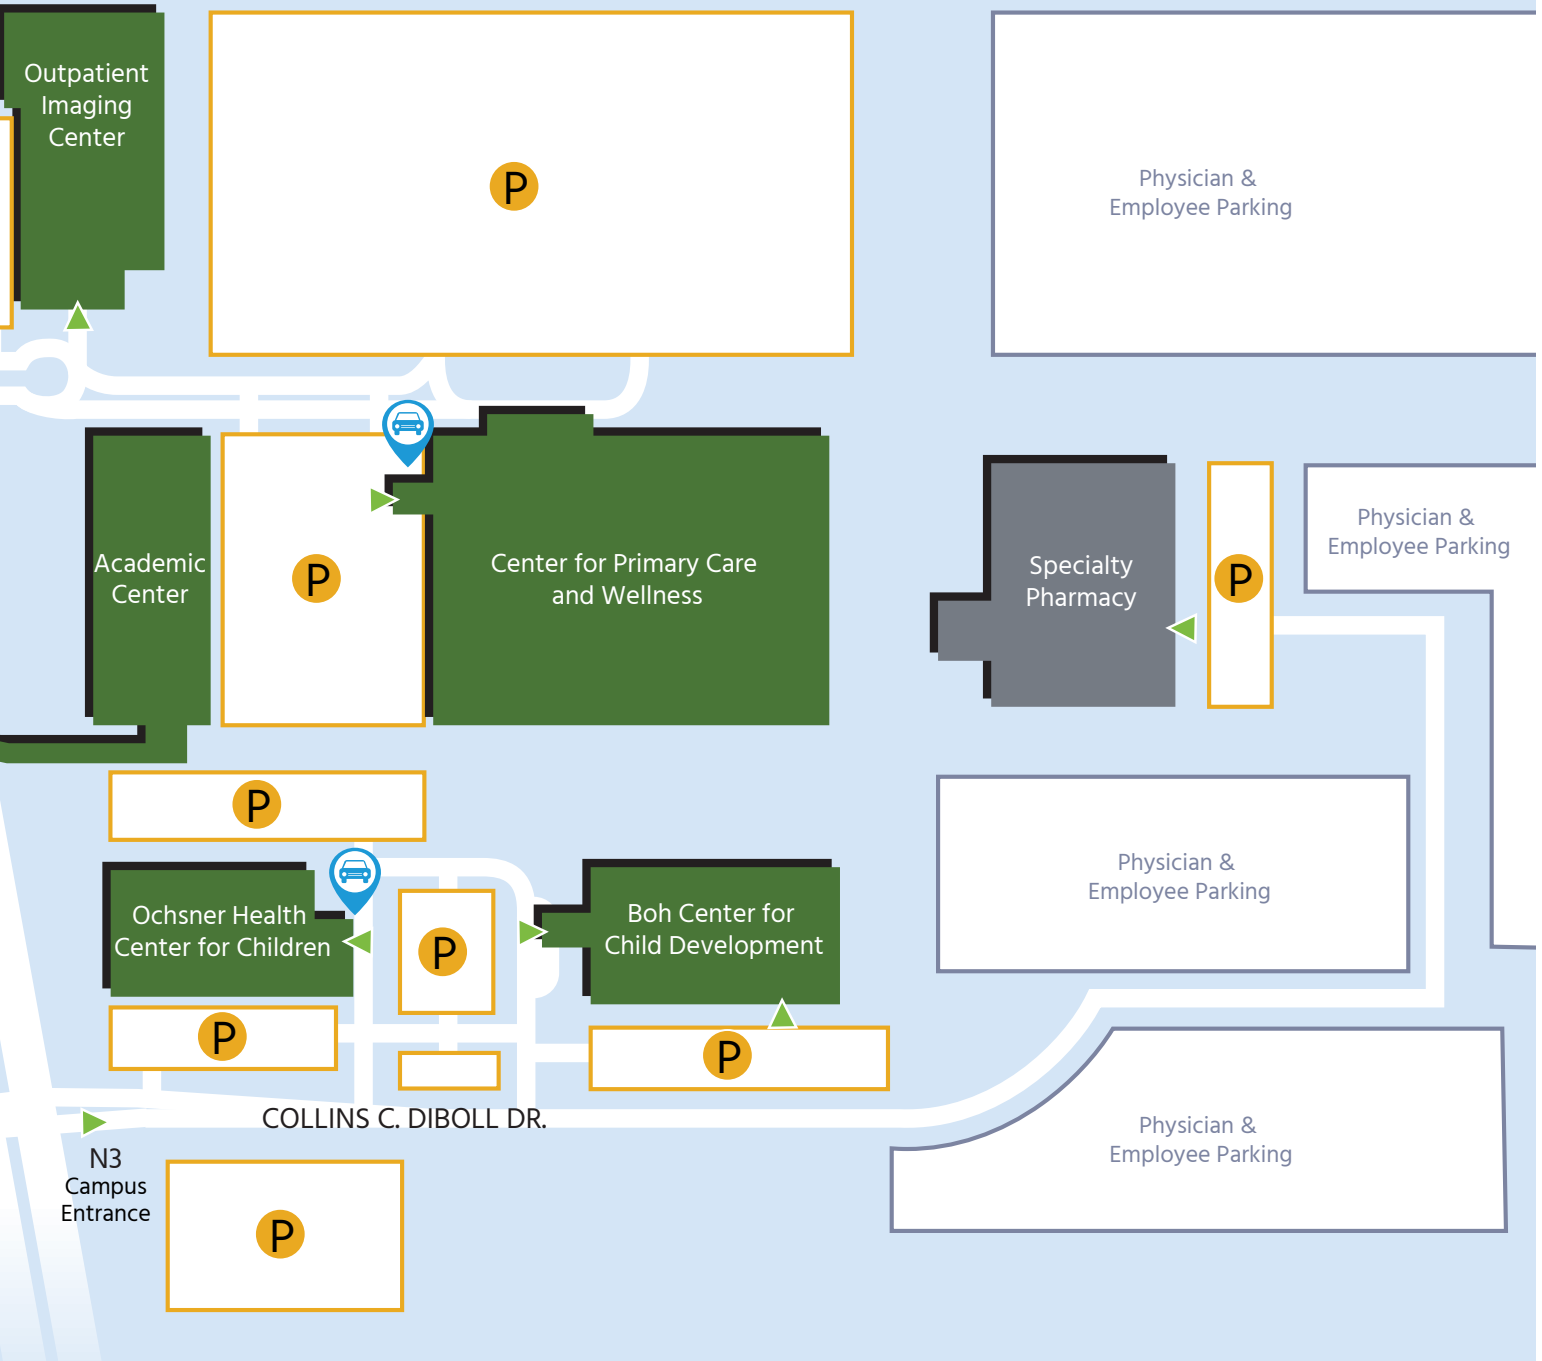 Outpatient
Imaging
Center
P
Physician &
Employee Parking
Academic
Center
P
Center for Primary Care
and Wellness
Specialty
Pharmacy
P
Physician &
Employee Parking
P
Ochsner Health
Center for Children
P
Boh Center for
Child Development
Physician &
Employee Parking
P
P
COLLINS C. DIBOLL DR.
N3
Campus
Entrance
P
Physician &
Employee Parking